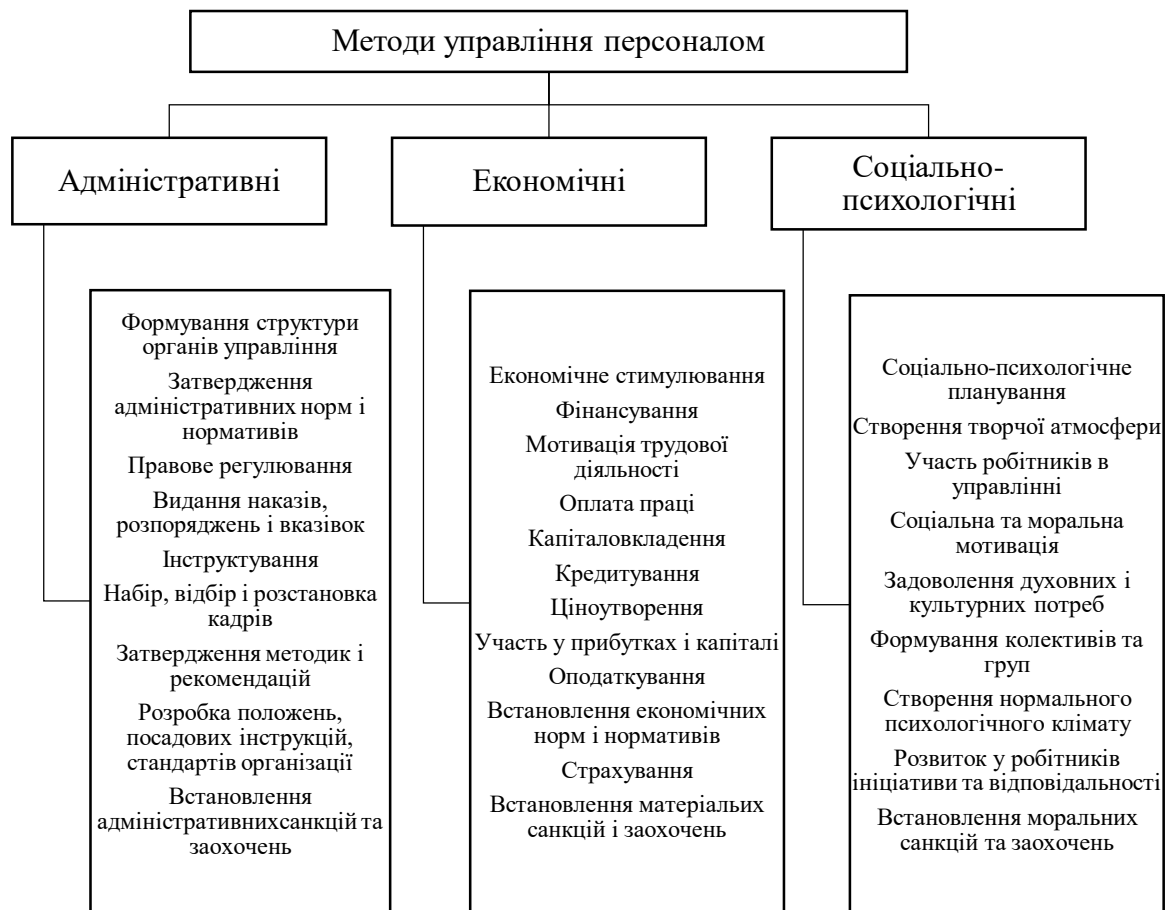 Методи управління персоналом
Адміністративні
Економічні
Соціально-
психологічні
Формування структури
органів управління
Затвердження
адміністративних норм і
нормативів
Правове регулювання
Видання наказів,
розпоряджень і вказівок
Інструктування
Набір, відбір і розстановка
кадрів
Затвердження методик і
рекомендацій
Розробка положень,
посадових інструкцій,
стандартів організації
Встановлення
адміністративнихсанкцій та
заохочень
Економічне стимулювання
Фінансування
Мотивація трудової
діяльності
Оплата праці
Капіталовкладення
Кредитування
Ціноутворення
Участь у прибутках і капіталі
Оподаткування
Встановлення економічних
норм і нормативів
Страхування
Встановлення матеріальих
санкцій і заохочень
Соціально-психологічне
планування
Створення творчої атмосфери
Участь робітників в
управлінні
Соціальна та моральна
мотивація
Задоволення духовних і
культурних потреб
Формування колективів та
груп
Створення нормального
психологічного клімату
Розвиток у робітників
ініціативи та відповідальності
Встановлення моральних
санкцій та заохочень